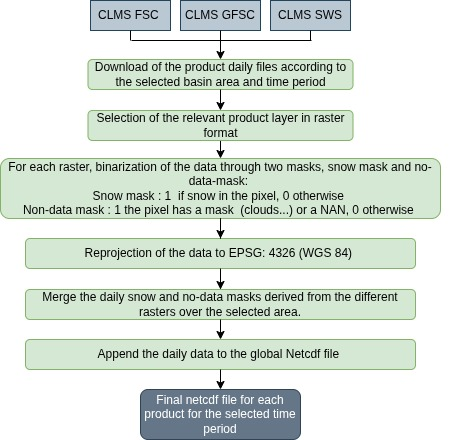 CLMS FSC
CLMS GFSC
CLMS SWS
Download of the product daily files according to
the selected basin area and time period
Selection of the relevant product layer in raster
format
For each raster, binarization of the data through two masks, snow mask and no-
data-mask:
Snow mask : 1 if snow in the pixel, 0 otherwise
Non-data mask : 1 the pixel has a mask (clouds...) or a NAN, 0 otherwise
Reprojection of the data to EPSG: 4326 (WGS 84)
Merge the daily snow and no-data masks derived from the different
rasters over the selected area.
Append the daily data to the global Netcdf file
Final netcdf file for each
product for the selected time
period